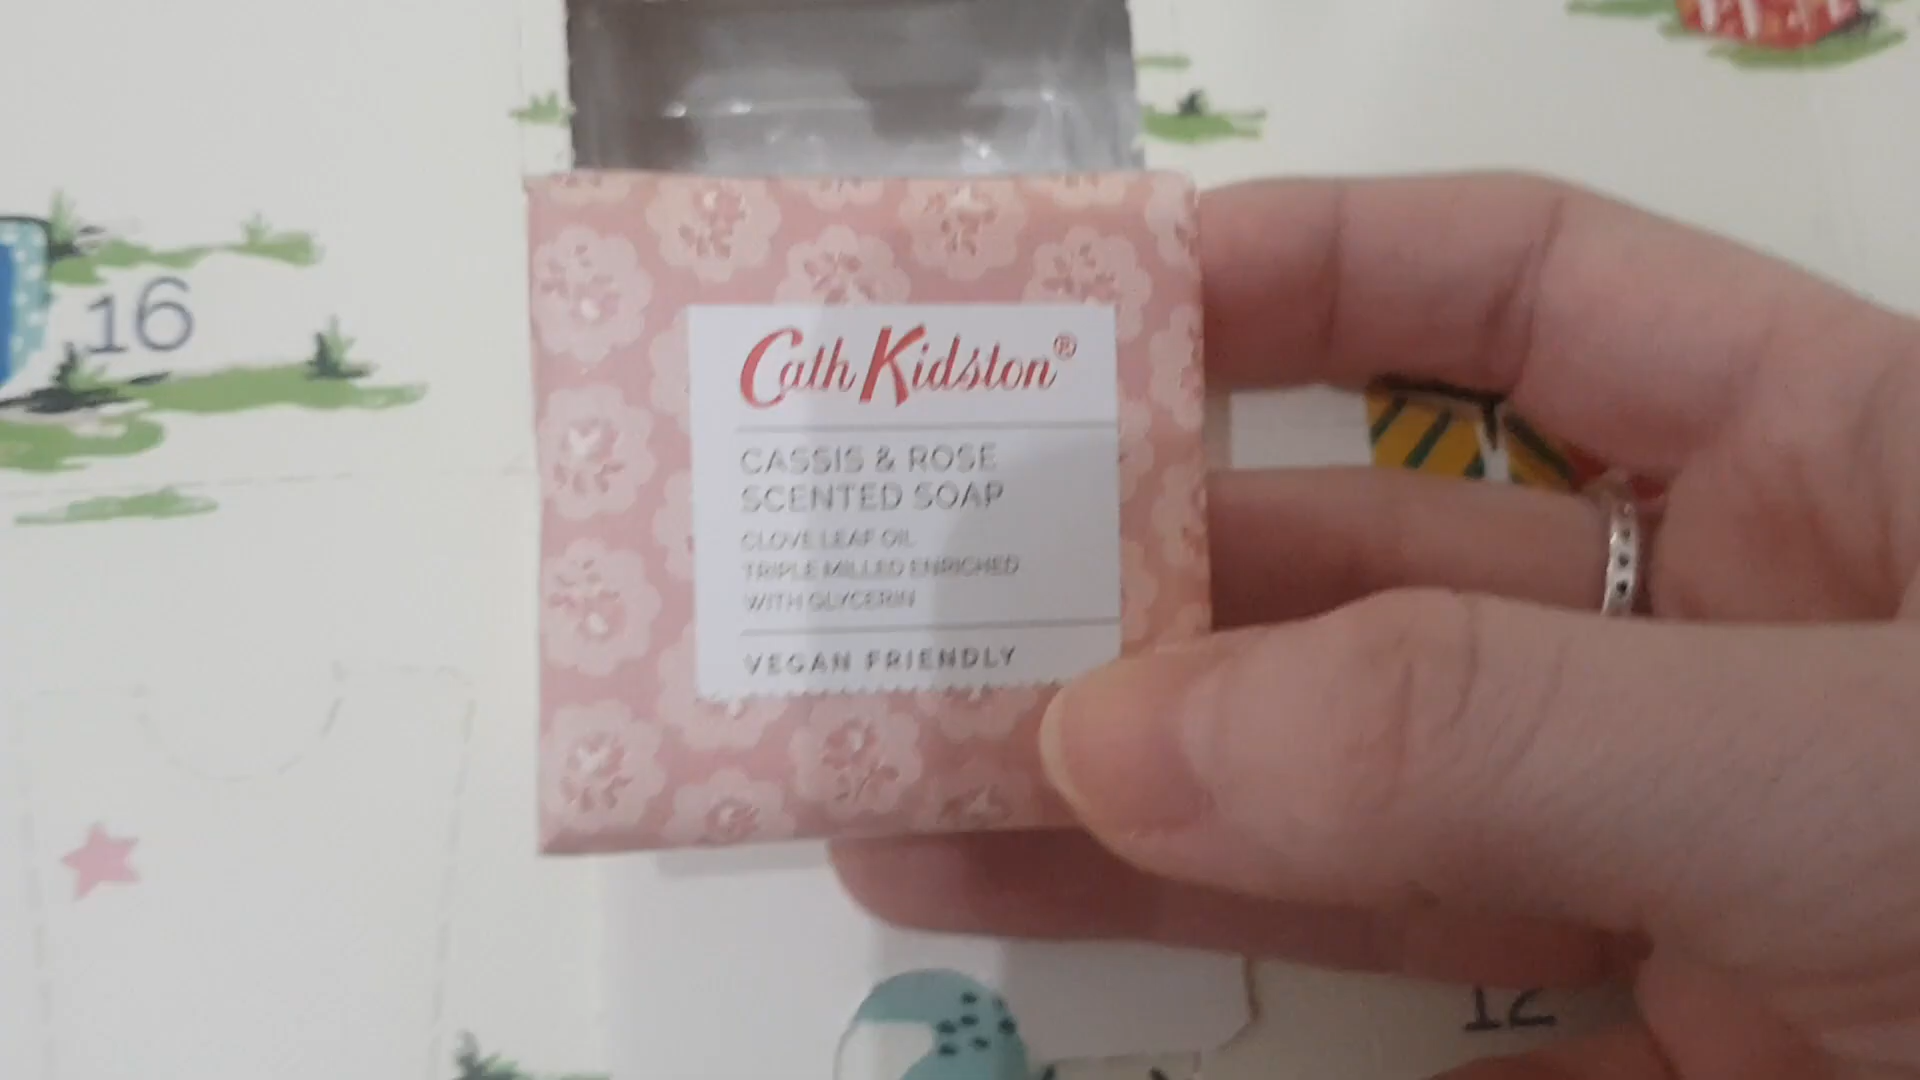 16
Cath Kidston®
CASSIS & ROSE
SCENTED SOAP
CLOVE LEAF OIL
TRIPLE MILLED ENRICHED
WITH GLYCERIN
VEGAN FRIENDLY
12